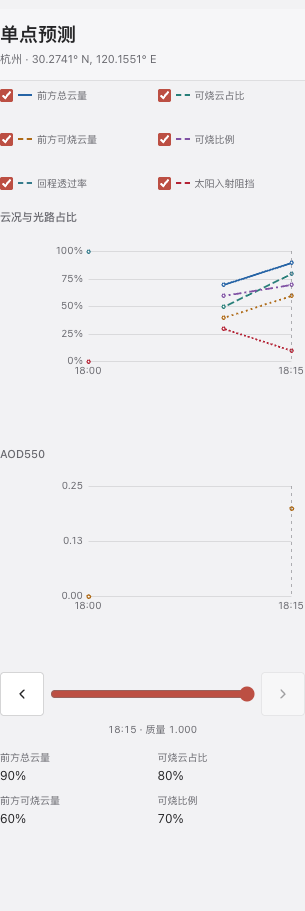 单点预测
杭州 · 30.2741° N, 120.1551° E
前方总云量 可烧云占比
前方可烧云量 可烧比例
回程透过率 太阳入射阻挡
云况与光路占比
100%
75%
50%
25%
0%
18:00 18:15
AOD550
0.25
0.13
0.00
18:00 18:15
18:15 · 质量 1.000
前方总云量 可烧云占比
90% 80%
前方可烧云量 可烧比例
60% 70%